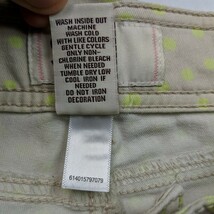 WASH INSIDE OUT
MACHINE
WASH COLD
WITH LIKE COLORS
GENTLE CYCLE
ONLY NON-
CHLORINE BLEACH
WHEN NEEDED
TUMBLE DRY LOW
COOL IRON IF
NEEDED
DO NOT IRON
DECORATION
614015797079